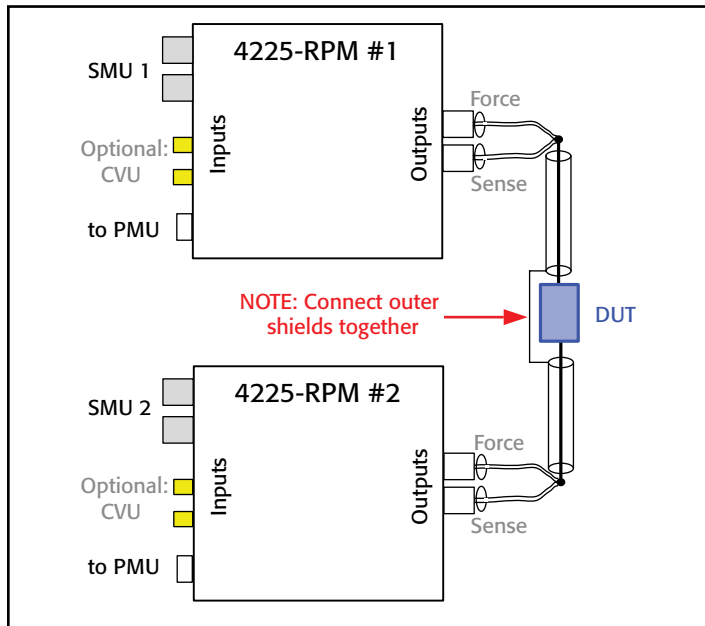 4225-RPM #1
SMU 1
Optional:
CVU
to PMU
Inputs
Outputs
Force
Sense
NOTE: Connect outer
shields together
DUT
4225-RPM #2
SMU 2
Optional:
CVU
to PMU
Inputs
Outputs
Force
Sense